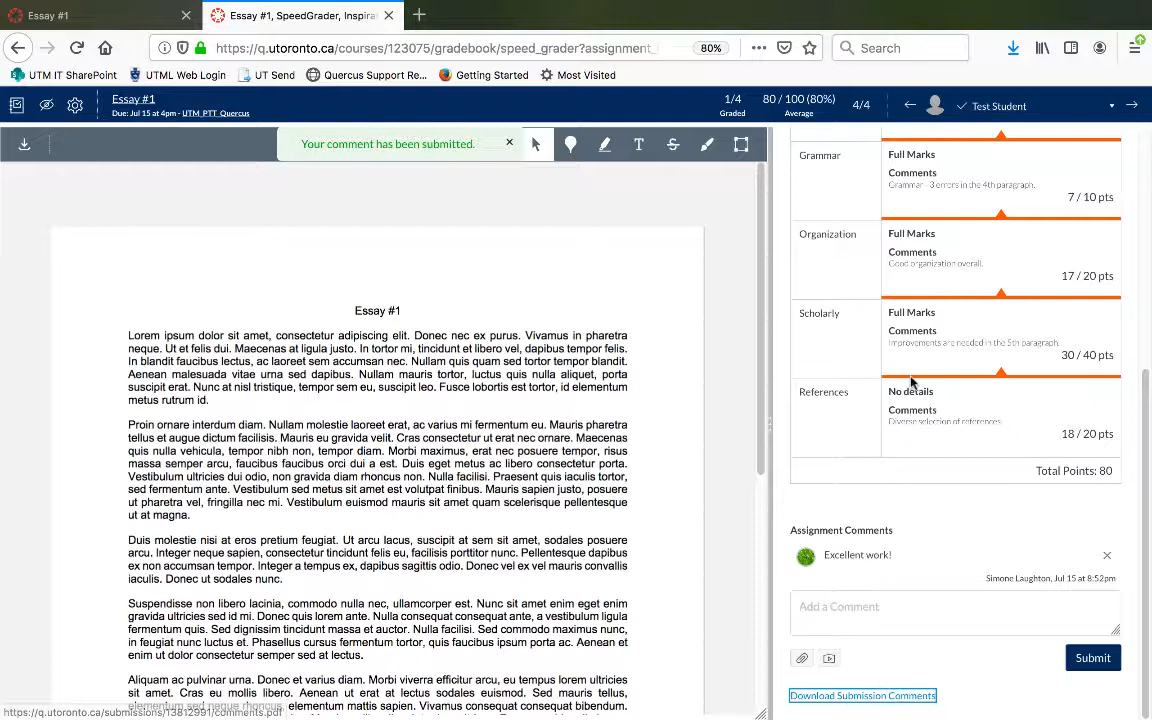 Essay #1
Essay #1, SpeedGrader, Inspira
https://q.utoronto.ca/courses/123075/gradebook/speed_grader?assignment_
80%
Search
UTM IT SharePoint
UTML Web Login
UT Send
Quercus Support Re...
Getting Started
Most Visited
Essay #1
Due: Jul 15 at 4pm - UTM_PTT_Quercus
1/4
Graded
80 / 100 (80%)
Average
4/4
Test Student
Your comment has been submitted.
T
S
Essay #1
Lorem ipsum dolor sit amet, consectetur adipiscing elit. Donec nec ex purus. Vivamus in pharetra
neque. Ut et felis dui. Maecenas at ligula justo. In tortor mi, tincidunt et libero vel, dapibus tempor felis.
In blandit faucibus lectus, ac laoreet sem accumsan nec. Nullam quis quam sed tortor tempor blandit.
Aenean malesuada vitae urna sed dapibus. Nullam mauris tortor, luctus quis nulla aliquet, porta
suscipit erat. Nunc at nisl tristique, tempor sem eu, suscipit leo. Fusce lobortis est tortor, id elementum
metus rutrum id.
Proin ornare interdum diam. Nullam molestie laoreet erat, ac varius mi fermentum eu. Mauris pharetra
tellus et augue dictum facilisis. Mauris eu gravida velit. Cras consectetur ut erat nec ornare. Maecenas
quis nulla vehicula, tempor nibh non, tempor diam. Morbi maximus, erat nec posuere tempor, risus
massa semper arcu, faucibus faucibus orci dui a est. Duis eget metus ac libero consectetur porta.
Vestibulum ultricies dui odio, non gravida diam rhoncus non. Nulla facilisi. Praesent quis iaculis tortor,
sed fermentum ante. Vestibulum sed metus sit amet est volutpat finibus. Mauris sapien justo, posuere
ut pharetra vel, fringilla nec mi. Vestibulum euismod mauris sit amet quam scelerisque pellentesque
ut at magna.
Duis molestie nisi at eros pretium feugiat. Ut arcu lacus, suscipit at sem sit amet, sodales posuere
arcu. Integer neque sapien, consectetur tincidunt felis eu, facilisis porttitor nunc. Pellentesque dapibus
ex non accumsan tempor. Integer a tempus ex, dapibus sagittis odio. Donec vel ex vel mauris convallis
iaculis. Donec ut sodales nunc.
Suspendisse non libero lacinia, commodo nulla nec, ullamcorper est. Nunc sit amet enim eget enim
gravida ultricies sed id mi. Donec quis lorem ante. Nulla consequat consequat ante, a vestibulum ligula
fermentum quis. Sed dignissim tincidunt massa et auctor. Nulla facilisi. Sed commodo maximus nunc,
in feugiat nunc luctus et. Phasellus cursus fermentum tortor, quis faucibus ipsum porta ac. Aenean et
enim ut dolor consectetur semper sed at lectus.
Aliquam ac pulvinar urna. Donec et varius diam. Morbi viverra efficitur arcu, eu tempus lorem ultricies
sit amet. Cras eu mollis libero. Aenean ut erat at lectus suscipit euismod. Sed mauris tellus,
elementum sed neque rhoncus, elementum commodo nisi. Vivamus consequat consequat bibendum.
https://q.utoronto.ca/submissions/13812991/comments.pdf
Grammar
Full Marks
Comments
Grammar - 3 errors in the 4th paragraph.
7 / 10 pts
Organization
Full Marks
Comments
Good organization overall.
17 / 20 pts
Scholarly
Full Marks
Comments
Improvements are needed in the 5th paragraph.
30 / 40 pts
References
No details
Comments
Diverse selection of references.
18 / 20 pts
Total Points: 80
Assignment Comments
Excellent work!
Simone Laughton, Jul 15 at 8:52pm
Add a Comment
Submit
Download Submission Comments